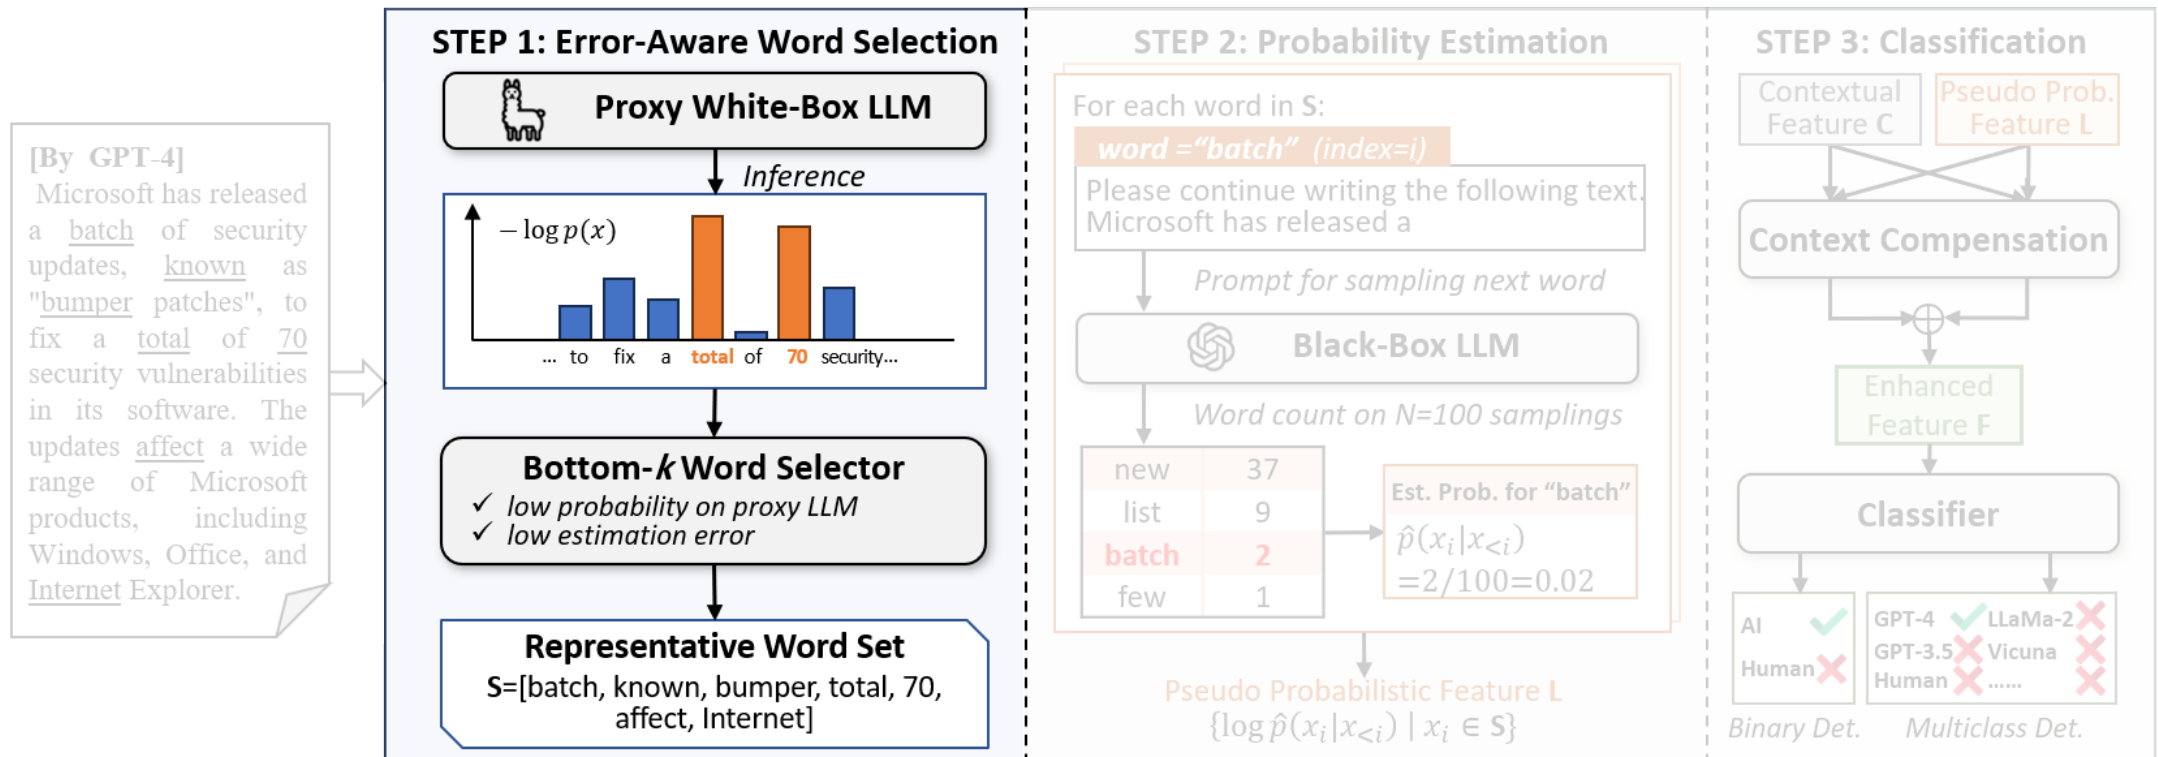 [By GPT-4]
Microsoft has released
a batch of security
updates, known as
"bumper patches", to
fix a total of 70
security vulnerabilities
in its software. The
updates affect a wide
range of Microsoft
products, including
Windows, Office, and
Internet Explorer.
STEP 1: Error-Aware Word Selection
Proxy White-Box LLM
Inference
− log p(x)
... to fix a total of 70 security...
Bottom-k Word Selector
✓ low probability on proxy LLM
✓ low estimation error
Representative Word Set
S=[batch, known, bumper, total, 70,
affect, Internet]
STEP 2: Probability Estimation
For each word in S:
word =“batch” (index=i)
Please continue writing the following text.
Microsoft has released a
Prompt for sampling next word
Black-Box LLM
Word count on N=100 samplings
new 37
list 9
batch 2
few 1
Est. Prob. for “batch”
p̂(xᵢ|x<ᵢ)
=2/100=0.02
Pseudo Probabilistic Feature L
{log p̂(xᵢ|x<ᵢ) | xᵢ ∈ S}
STEP 3: Classification
Contextual
Feature C
Pseudo Prob.
Feature L
Context Compensation
Enhanced
Feature F
Classifier
AI
Human
Binary Det.
GPT-4 LLaMa-2
GPT-3.5 Vicuna
Human ......
Multiclass Det.